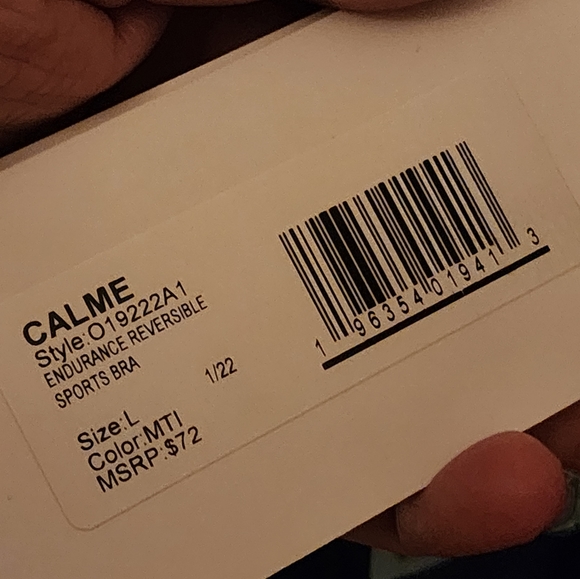 CALME
Style:O19222A1
ENDURANCE REVERSIBLE
SPORTS BRA
1/22
Size:L
Color:MTI
MSRP:$72
1 96354 01941 3